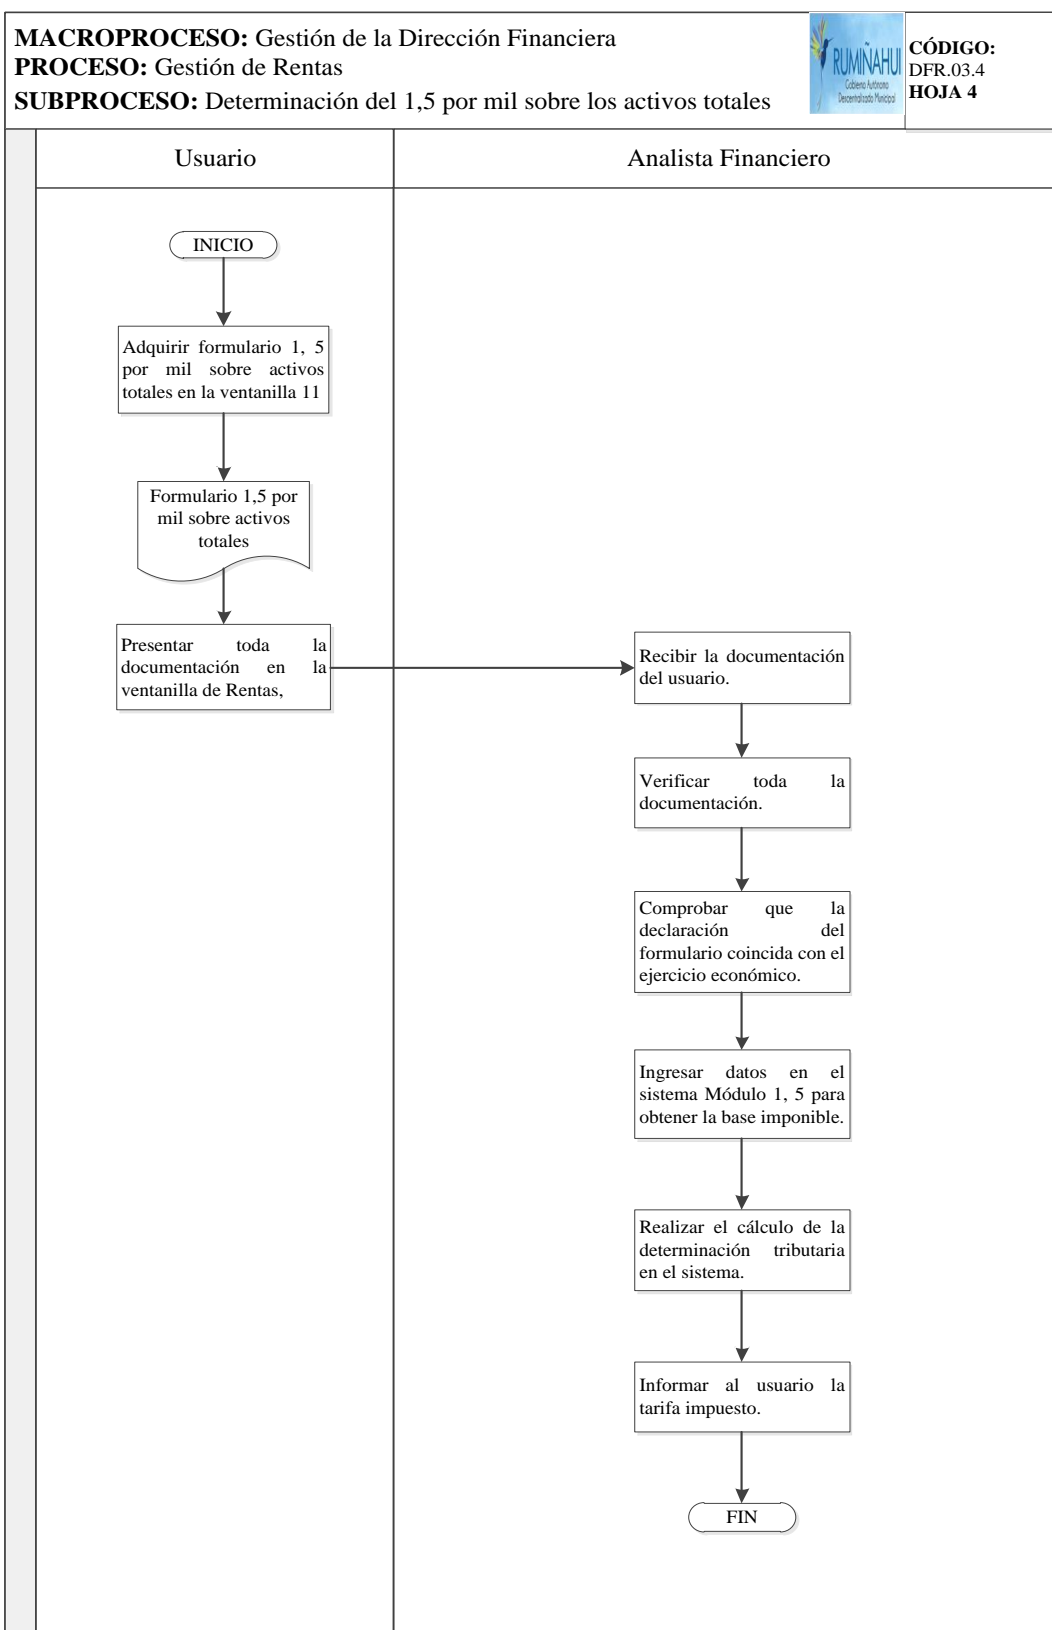 MACROPROCESO: Gestión de la Dirección Financiera
PROCESO: Gestión de Rentas
SUBPROCESO: Determinación del 1,5 por mil sobre los activos totales
RUMIÑAHUI
Gobierno Autónomo
Descentralizado Municipal
CÓDIGO:
DFR.03.4
HOJA 4
Usuario
Analista Financiero
INICIO
Adquirir formulario 1, 5
por mil sobre activos
totales en la ventanilla 11
Formulario 1,5 por
mil sobre activos
totales
Presentar toda la
documentación en la
ventanilla de Rentas,
Recibir la documentación
del usuario.
Verificar toda la
documentación.
Comprobar que la
declaración del
formulario coincida con el
ejercicio económico.
Ingresar datos en el
sistema Módulo 1, 5 para
obtener la base imponible.
Realizar el cálculo de la
determinación tributaria
en el sistema.
Informar al usuario la
tarifa impuesto.
FIN